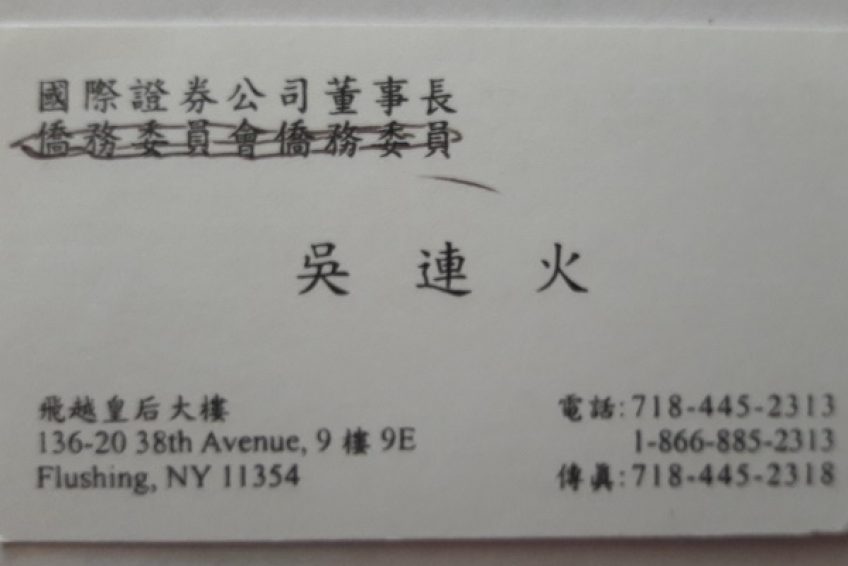 國際證券公司董事長
僑務委員會僑務委員
吳連火
飛越皇后大樓
136-20 38th Avenue, 9 樓 9E
Flushing, NY 11354
電話:718-445-2313
1-866-885-2313
傳眞:718-445-2318